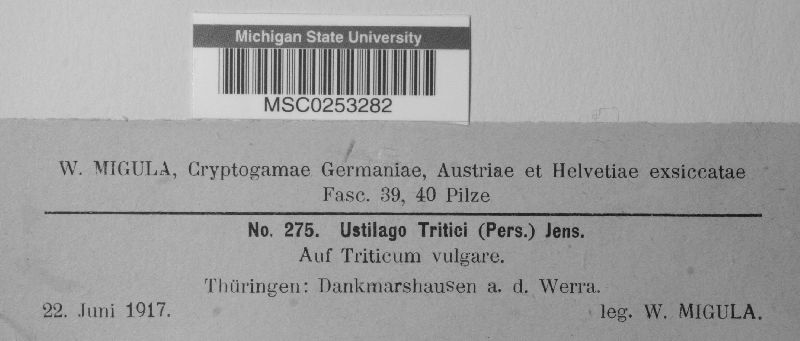 Michigan State University
MSC0253282
W. MIGULA, Cryptogamae Germaniae, Austriae et Helvetiae exsiccatae
Fasc. 39, 40 Pilze
No. 275. Ustilago Tritici (Pers.) Jens.
Auf Triticum vulgare.
Thüringen: Dankmarshausen a. d. Werra.
22. Juni 1917. leg. W. MIGULA.